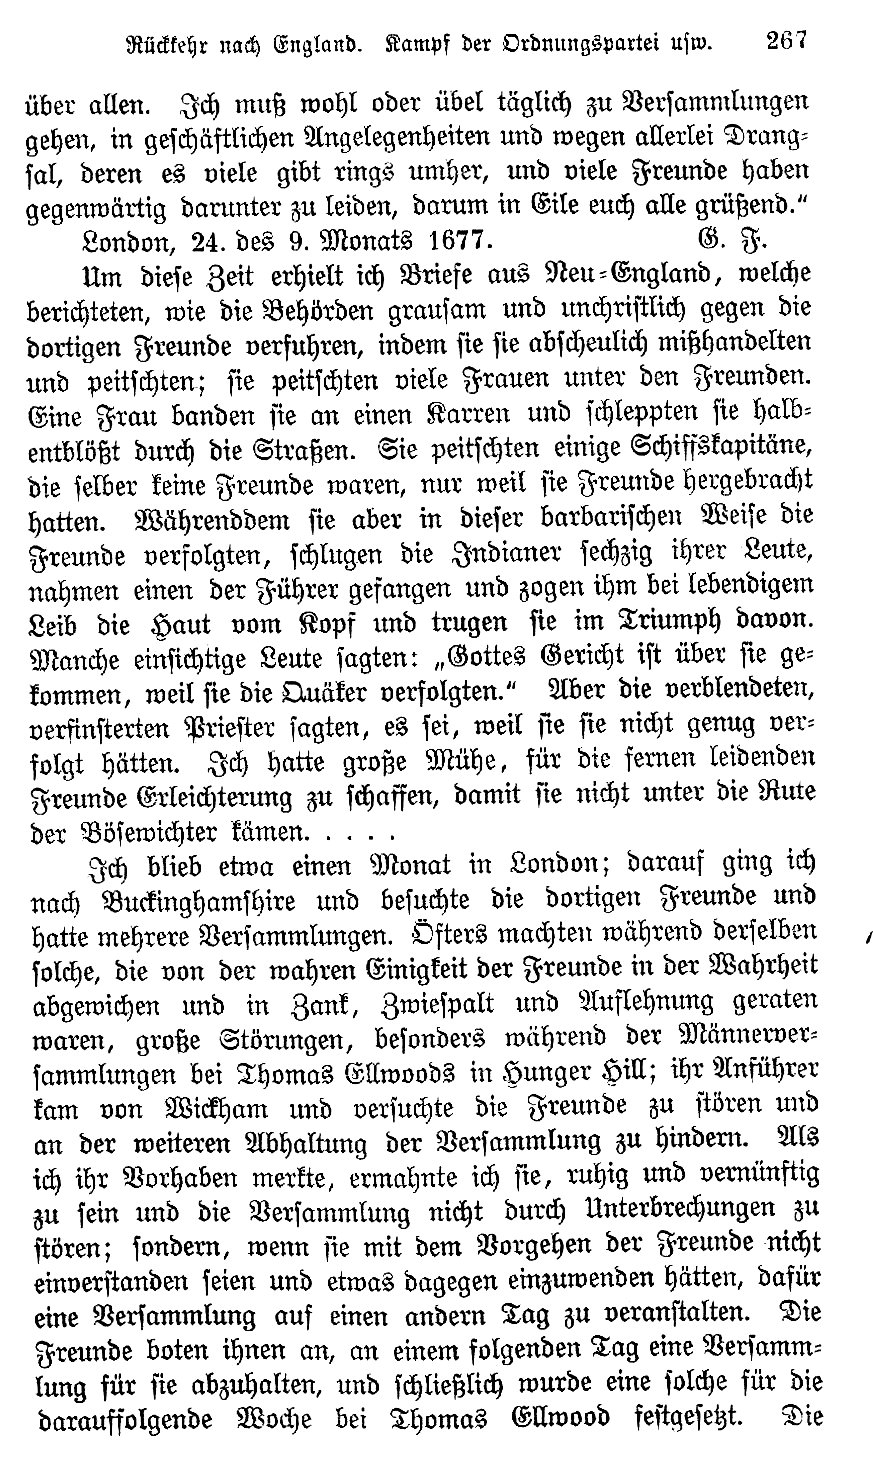 Rückkehr nach England. Kampf der Ordnungspartei usw. 267
über allen. Ich muß wohl oder übel täglich zu Versammlungen
gehen, in geschäftlichen Angelegenheiten und wegen allerlei Drang-
sal, deren es viele gibt rings umher, und viele Freunde haben
gegenwärtig darunter zu leiden, darum in Eile euch alle grüßend."
London, 24. des 9. Monats 1677. G. F.
Um diese Zeit erhielt ich Briefe aus Neu-England, welche
berichteten, wie die Behörden grausam und unchristlich gegen die
dortigen Freunde verfuhren, indem sie sie abscheulich mißhandelten
und peitschten; sie peitschten viele Frauen unter den Freunden.
Eine Frau banden sie an einen Karren und schleppten sie halb-
entblößt durch die Straßen. Sie peitschten einige Schiffskapitäne,
die selber keine Freunde waren, nur weil sie Freunde hergebracht
hatten. Währenddem sie aber in dieser barbarischen Weise die
Freunde verfolgten, schlugen die Indianer sechzig ihrer Leute,
nahmen einen der Führer gefangen und zogen ihm bei lebendigem
Leib die Haut vom Kopf und trugen sie im Triumph davon.
Manche einsichtige Leute sagten: „Gottes Gericht ist über sie ge-
kommen, weil sie die Quäker verfolgten." Aber die verblendeten,
verfinsterten Priester sagten, es sei, weil sie sie nicht genug ver-
folgt hätten. Ich hatte große Mühe, für die fernen leidenden
Freunde Erleichterung zu schaffen, damit sie nicht unter die Rute
der Bösewichter kämen. . . . .
Ich blieb etwa einen Monat in London; darauf ging ich
nach Buckinghamshire und besuchte die dortigen Freunde und
hatte mehrere Versammlungen. Öfters machten während derselben
solche, die von der wahren Einigkeit der Freunde in der Wahrheit
abgewichen und in Zank, Zwiespalt und Auflehnung geraten
waren, große Störungen, besonders während der Männerver-
sammlungen bei Thomas Ellwoods in Hunger Hill; ihr Anführer
kam von Wickham und versuchte die Freunde zu stören und
an der weiteren Abhaltung der Versammlung zu hindern. Als
ich ihr Vorhaben merkte, ermahnte ich sie, ruhig und vernünftig
zu sein und die Versammlung nicht durch Unterbrechungen zu
stören; sondern, wenn sie mit dem Vorgehen der Freunde nicht
einverstanden seien und etwas dagegen einzuwenden hätten, dafür
eine Versammlung auf einen andern Tag zu veranstalten. Die
Freunde boten ihnen an, an einem folgenden Tag eine Versamm-
lung für sie abzuhalten, und schließlich wurde eine solche für die
darauffolgende Woche bei Thomas Ellwood festgesetzt. Die